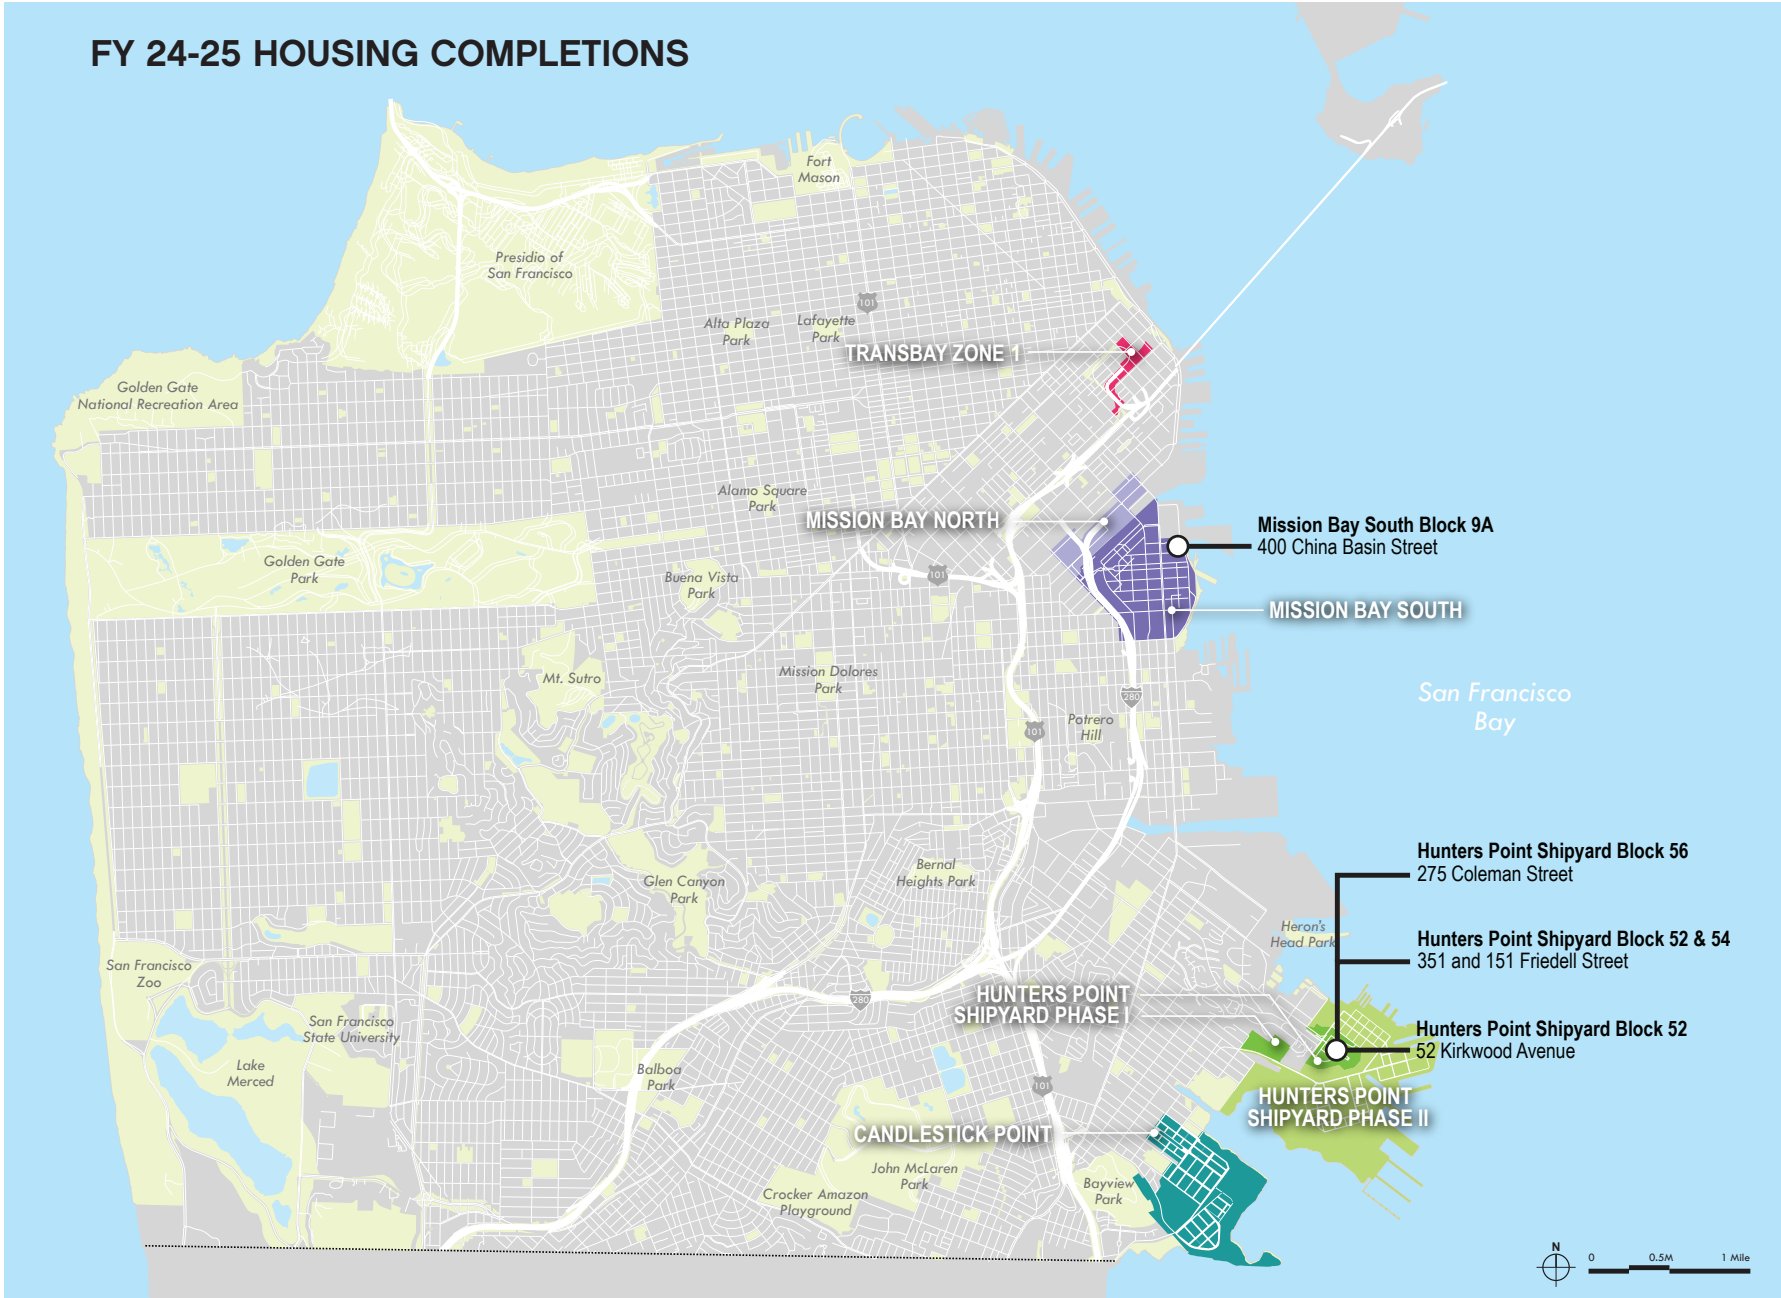 FY 24-25 HOUSING COMPLETIONS
Fort
Mason
Presidio of
San Francisco
101
Alta Plaza
Park
Lafayette
Park
TRANSBAY ZONE 1
Golden Gate
National Recreation Area
Alamo Square
Park
MISSION BAY NORTH
Mission Bay South Block 9A
400 China Basin Street
Golden Gate
Park
Buena Vista
Park
101
MISSION BAY SOUTH
Mt. Sutro
Mission Dolores
Park
280
San Francisco
Bay
Potrero
Hill
101
Hunters Point Shipyard Block 56
275 Coleman Street
Glen Canyon
Park
Bernal
Heights Park
Heron's
Head Park
Hunters Point Shipyard Block 52 & 54
351 and 151 Friedell Street
San Francisco
Zoo
280
HUNTERS POINT
SHIPYARD PHASE I
San Francisco
State University
Hunters Point Shipyard Block 52
52 Kirkwood Avenue
Lake
Merced
Balboa
Park
101
HUNTERS POINT
SHIPYARD PHASE II
CANDLESTICK POINT
John McLaren
Park
Crocker Amazon
Playground
Bayview
Park
N
0 0.5M 1 Mile